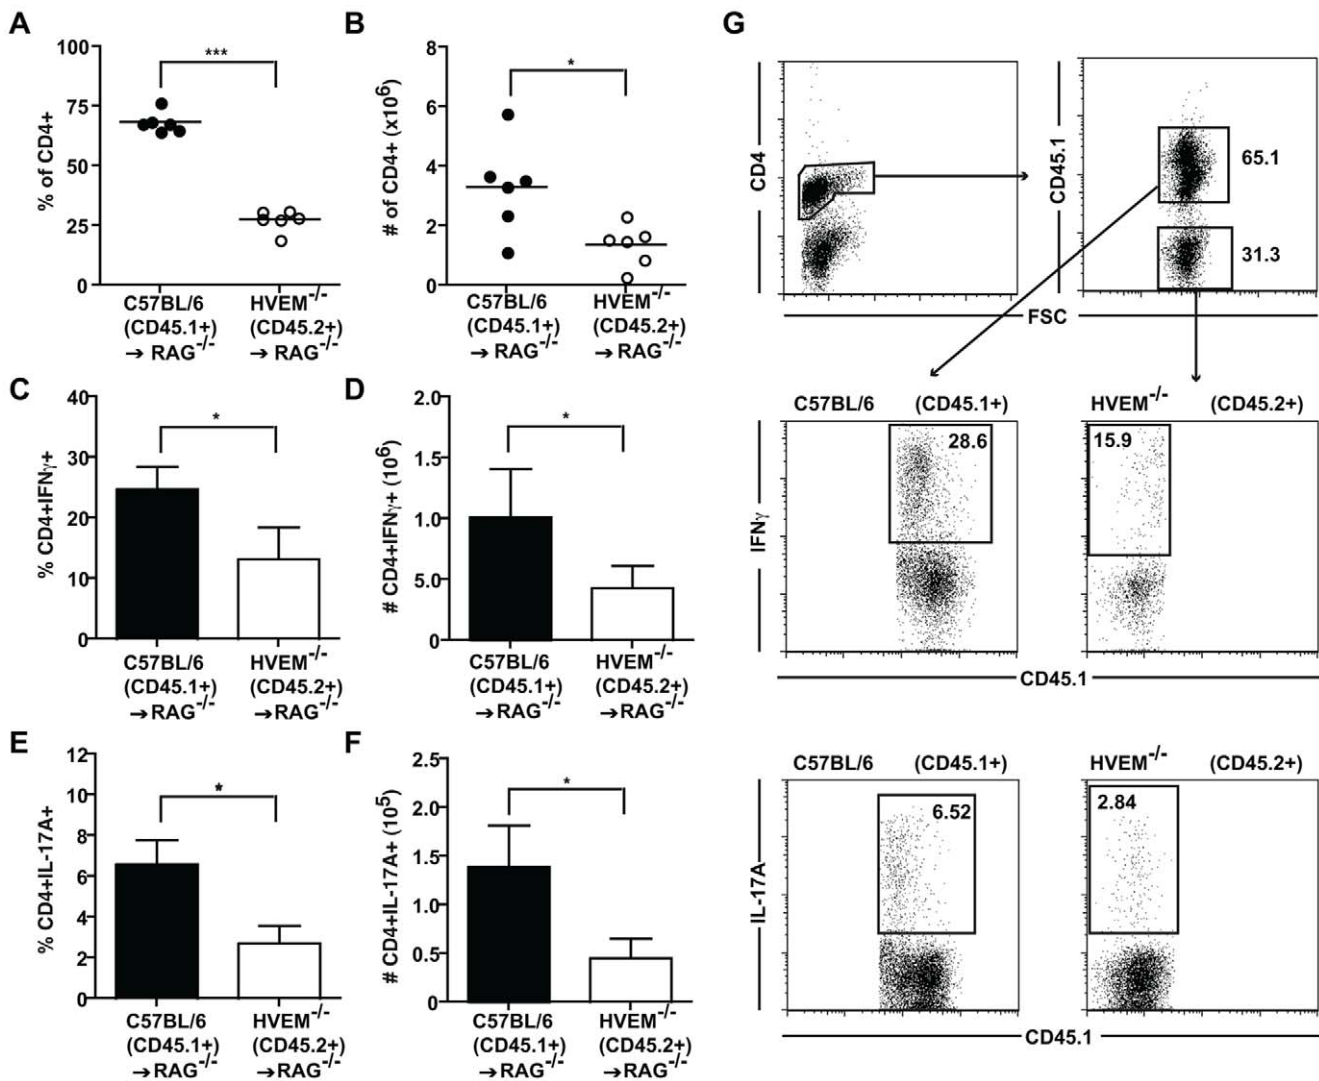 A
100
75
50
25
0
% of CD4+
***
C57BL/6
(CD45.1+)
→ RAG-/-
HVEM-/-
(CD45.2+)
→ RAG-/-
B
8
6
4
2
0
# of CD4+ (x10^6)
*
C57BL/6
(CD45.1+)
→ RAG-/-
HVEM-/-
(CD45.2+)
→ RAG-/-
C
40
30
20
10
0
% CD4+IFNγ+
*
C57BL/6
(CD45.1+)
→RAG-/-
HVEM-/-
(CD45.2+)
→RAG-/-
D
2.0
1.5
1.0
5.0
0
# CD4+IFNγ+ (10^6)
*
C57BL/6
(CD45.1+)
→RAG-/-
HVEM-/-
(CD45.2+)
→RAG-/-
E
12
10
8
6
4
2
0
% CD4+IL-17A+
*
C57BL/6
(CD45.1+)
→RAG-/-
HVEM-/-
(CD45.2+)
→RAG-/-
F
2.5
2.0
1.5
1.0
0.5
0
# CD4+IL-17A+ (10^5)
*
C57BL/6
(CD45.1+)
→RAG-/-
HVEM-/-
(CD45.2+)
→RAG-/-
G
CD4
CD45.1
65.1
31.3
FSC
C57BL/6 (CD45.1+)
HVEM-/- (CD45.2+)
28.6
15.9
IFNγ
CD45.1
C57BL/6 (CD45.1+)
HVEM-/- (CD45.2+)
6.52
2.84
IL-17A
CD45.1